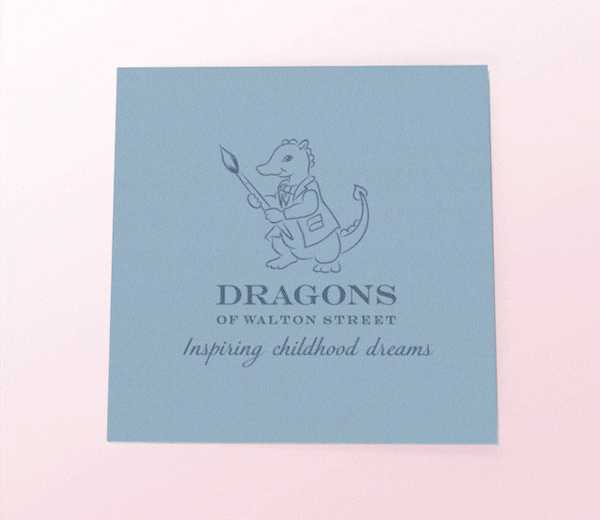 DRAGONS
OF WALTON STREET
Inspiring childhood dreams